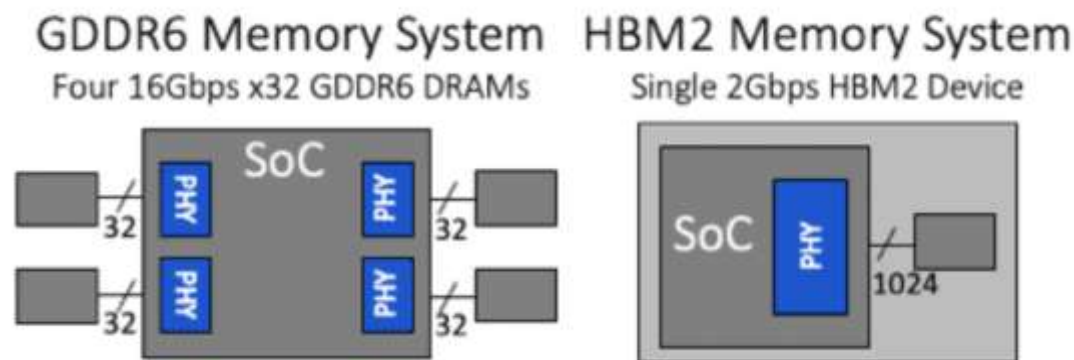 GDDR6 Memory System
Four 16Gbps x32 GDDR6 DRAMs
SoC
PHY
PHY
32
32
PHY
PHY
32
32
HBM2 Memory System
Single 2Gbps HBM2 Device
SoC
PHY
1024